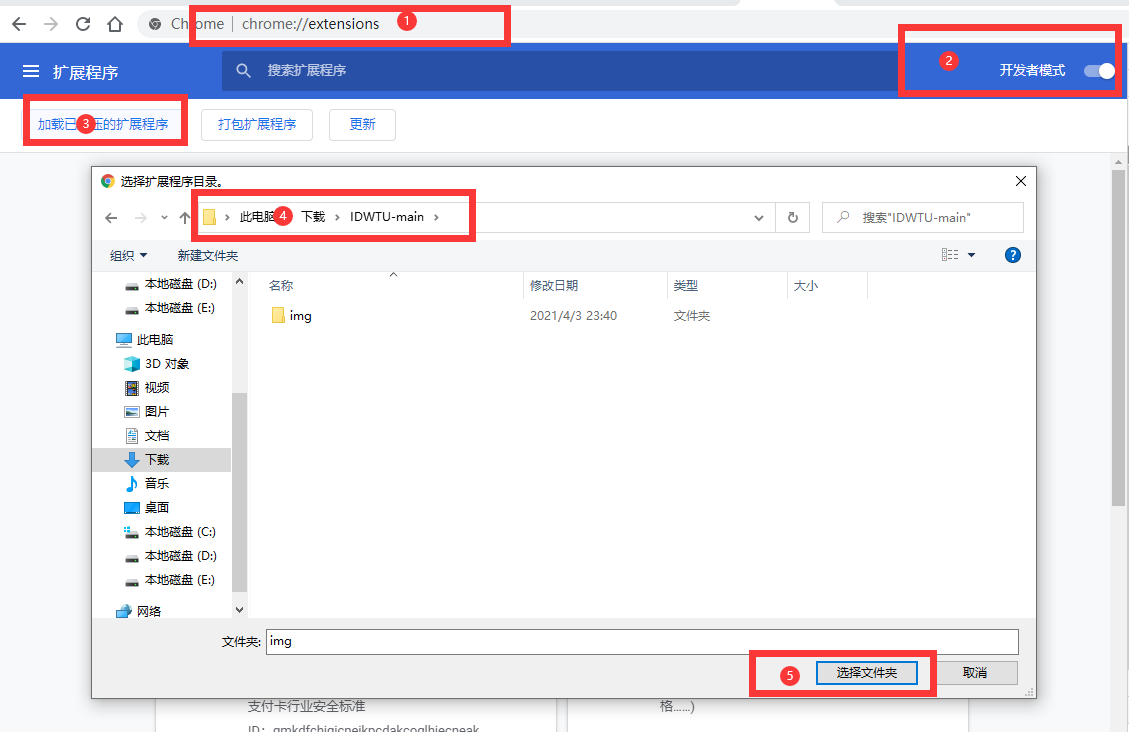 Chrome | chrome://extensions
1
扩展程序
搜索扩展程序
2
开发者模式
加载已
3
压的扩展程序
打包扩展程序
更新
选择扩展程序目录。
此电脑
4
下载
IDWTU-main
搜索"IDWTU-main"
组织
新建文件夹
?
本地磁盘 (D:)
本地磁盘 (E:)
此电脑
3D 对象
视频
图片
文档
下载
音乐
桌面
本地磁盘 (C:)
本地磁盘 (D:)
本地磁盘 (E:)
网络
名称 修改日期 类型 大小
img 2021/4/3 23:40 文件夹
文件夹: img
5
选择文件夹
取消
支付卡行业安全标准
格......)
ID: